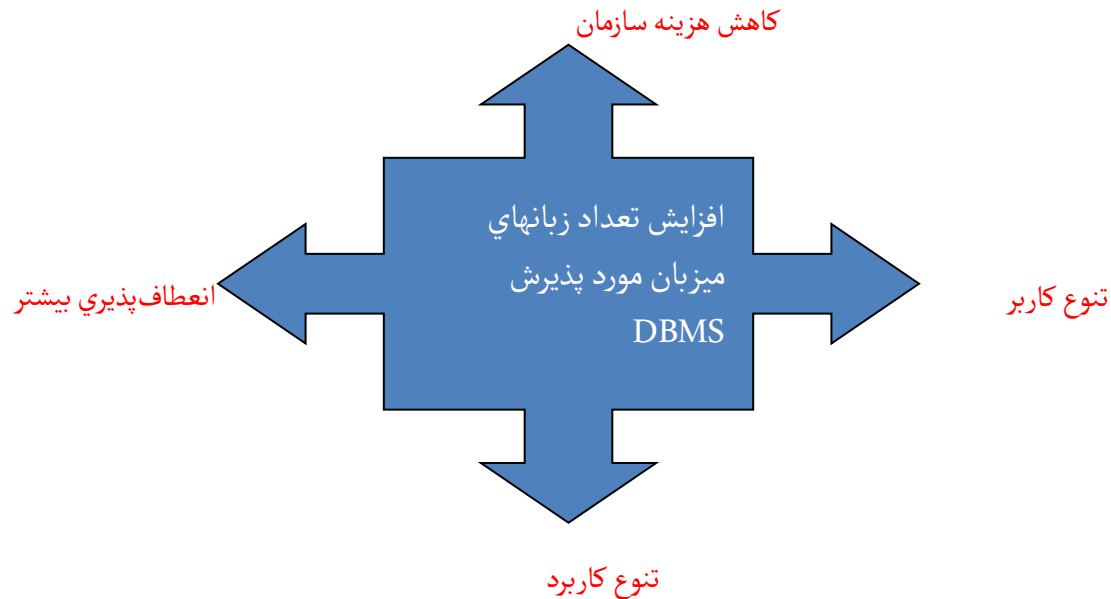 کاهش هزینه سازمان
افزایش تعداد زبانهاي
میزبان مورد پذیرش
DBMS
تنوع کاربر
انعطاف‌پذیري بیشتر
تنوع کاربرد